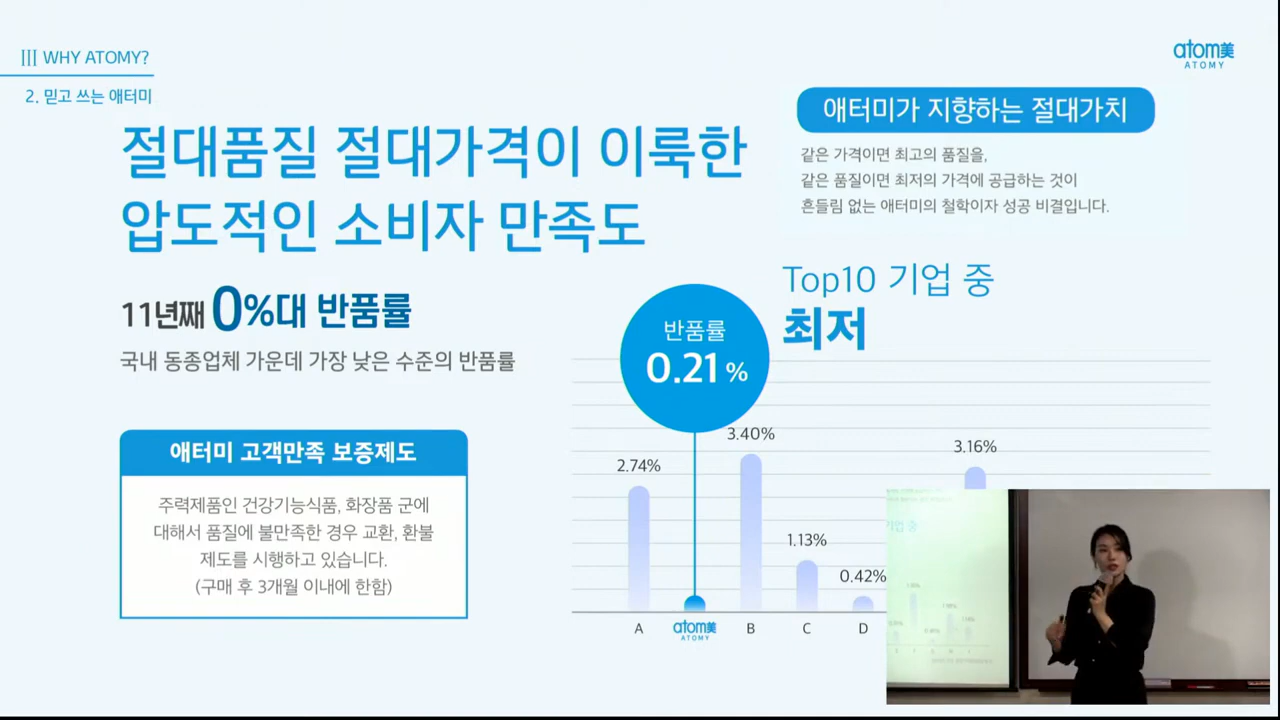 III WHY ATOMY?
2. 믿고 쓰는 애터미
atom美
ATOMY
절대품질 절대가격이 이룩한
압도적인 소비자 만족도
11년째 0%대 반품률
국내 동종업체 가운데 가장 낮은 수준의 반품률
애터미 고객만족 보증제도
주력제품인 건강기능식품, 화장품 군에
대해서 품질에 불만족한 경우 교환, 환불
제도를 시행하고 있습니다.
(구매 후 3개월 이내에 한함)
애터미가 지향하는 절대가치
같은 가격이면 최고의 품질을,
같은 품질이면 최저의 가격에 공급하는 것이
흔들림 없는 애터미의 철학이자 성공 비결입니다.
Top10 기업 중
최저
반품률
0.21 %
2.74%
3.40%
1.13%
0.42%
3.16%
A
atom美
ATOMY
B
C
D
기업 중